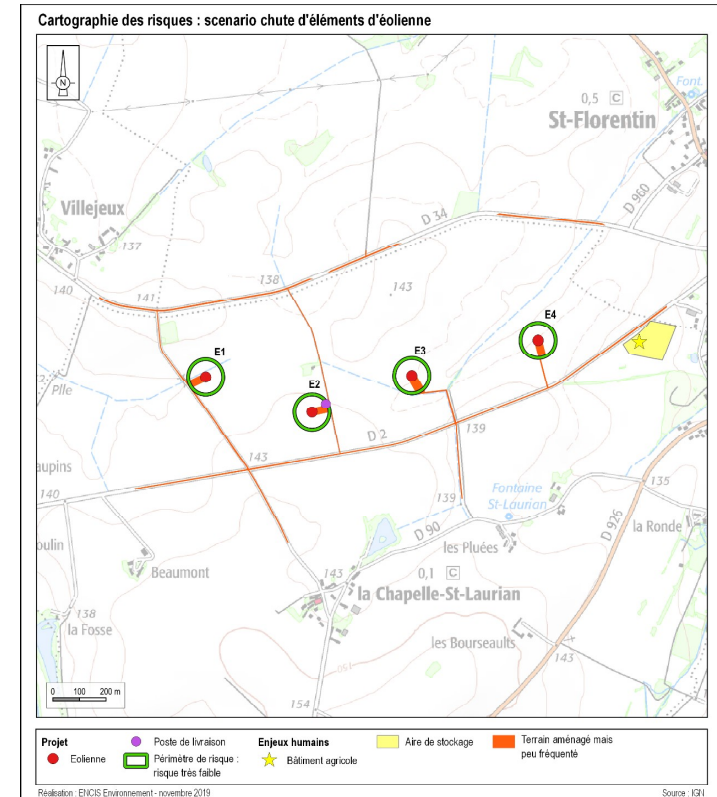 Cartographie des risques : scenario chute d'éléments d'éolienne
N
Font.
0,5 C
St-Florentin
D 960
Villejeux
D 34
137
140
141
138
143
E4
E1
E3
E2
Plle
D 2
139
143
aupins
140
139
Fontaine
St-Laurian
135
D 926
la Ronde
D 90
les Pluées
oulin
Beaumont
143
0,1 C
la Chapelle-St-Laurian
138
la Fosse
les Bourseaults
143
150
154
0 100 200 m
Projet
Poste de livraison
Enjeux humains
Aire de stockage
Terrain aménagé mais
peu fréquenté
Eolienne
Périmètre de risque :
risque très faible
Bâtiment agricole
Réalisation : ENCIS Environnement - novembre 2019
Source : IGN